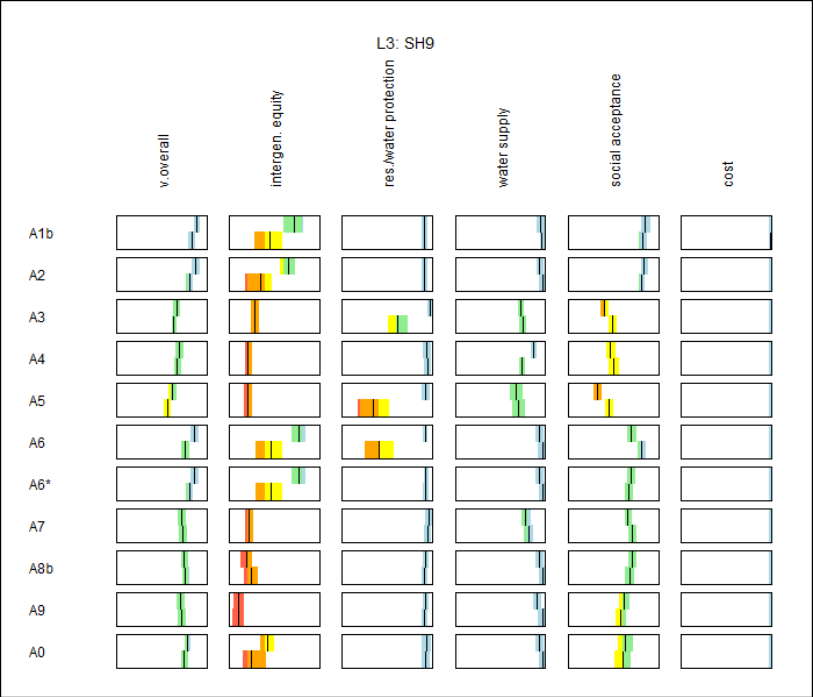 L3: SH9
v.overall
intergen. equity
res./water protection
water supply
social acceptance
cost
A1b
A2
A3
A4
A5
A6
A6*
A7
A8b
A9
A0